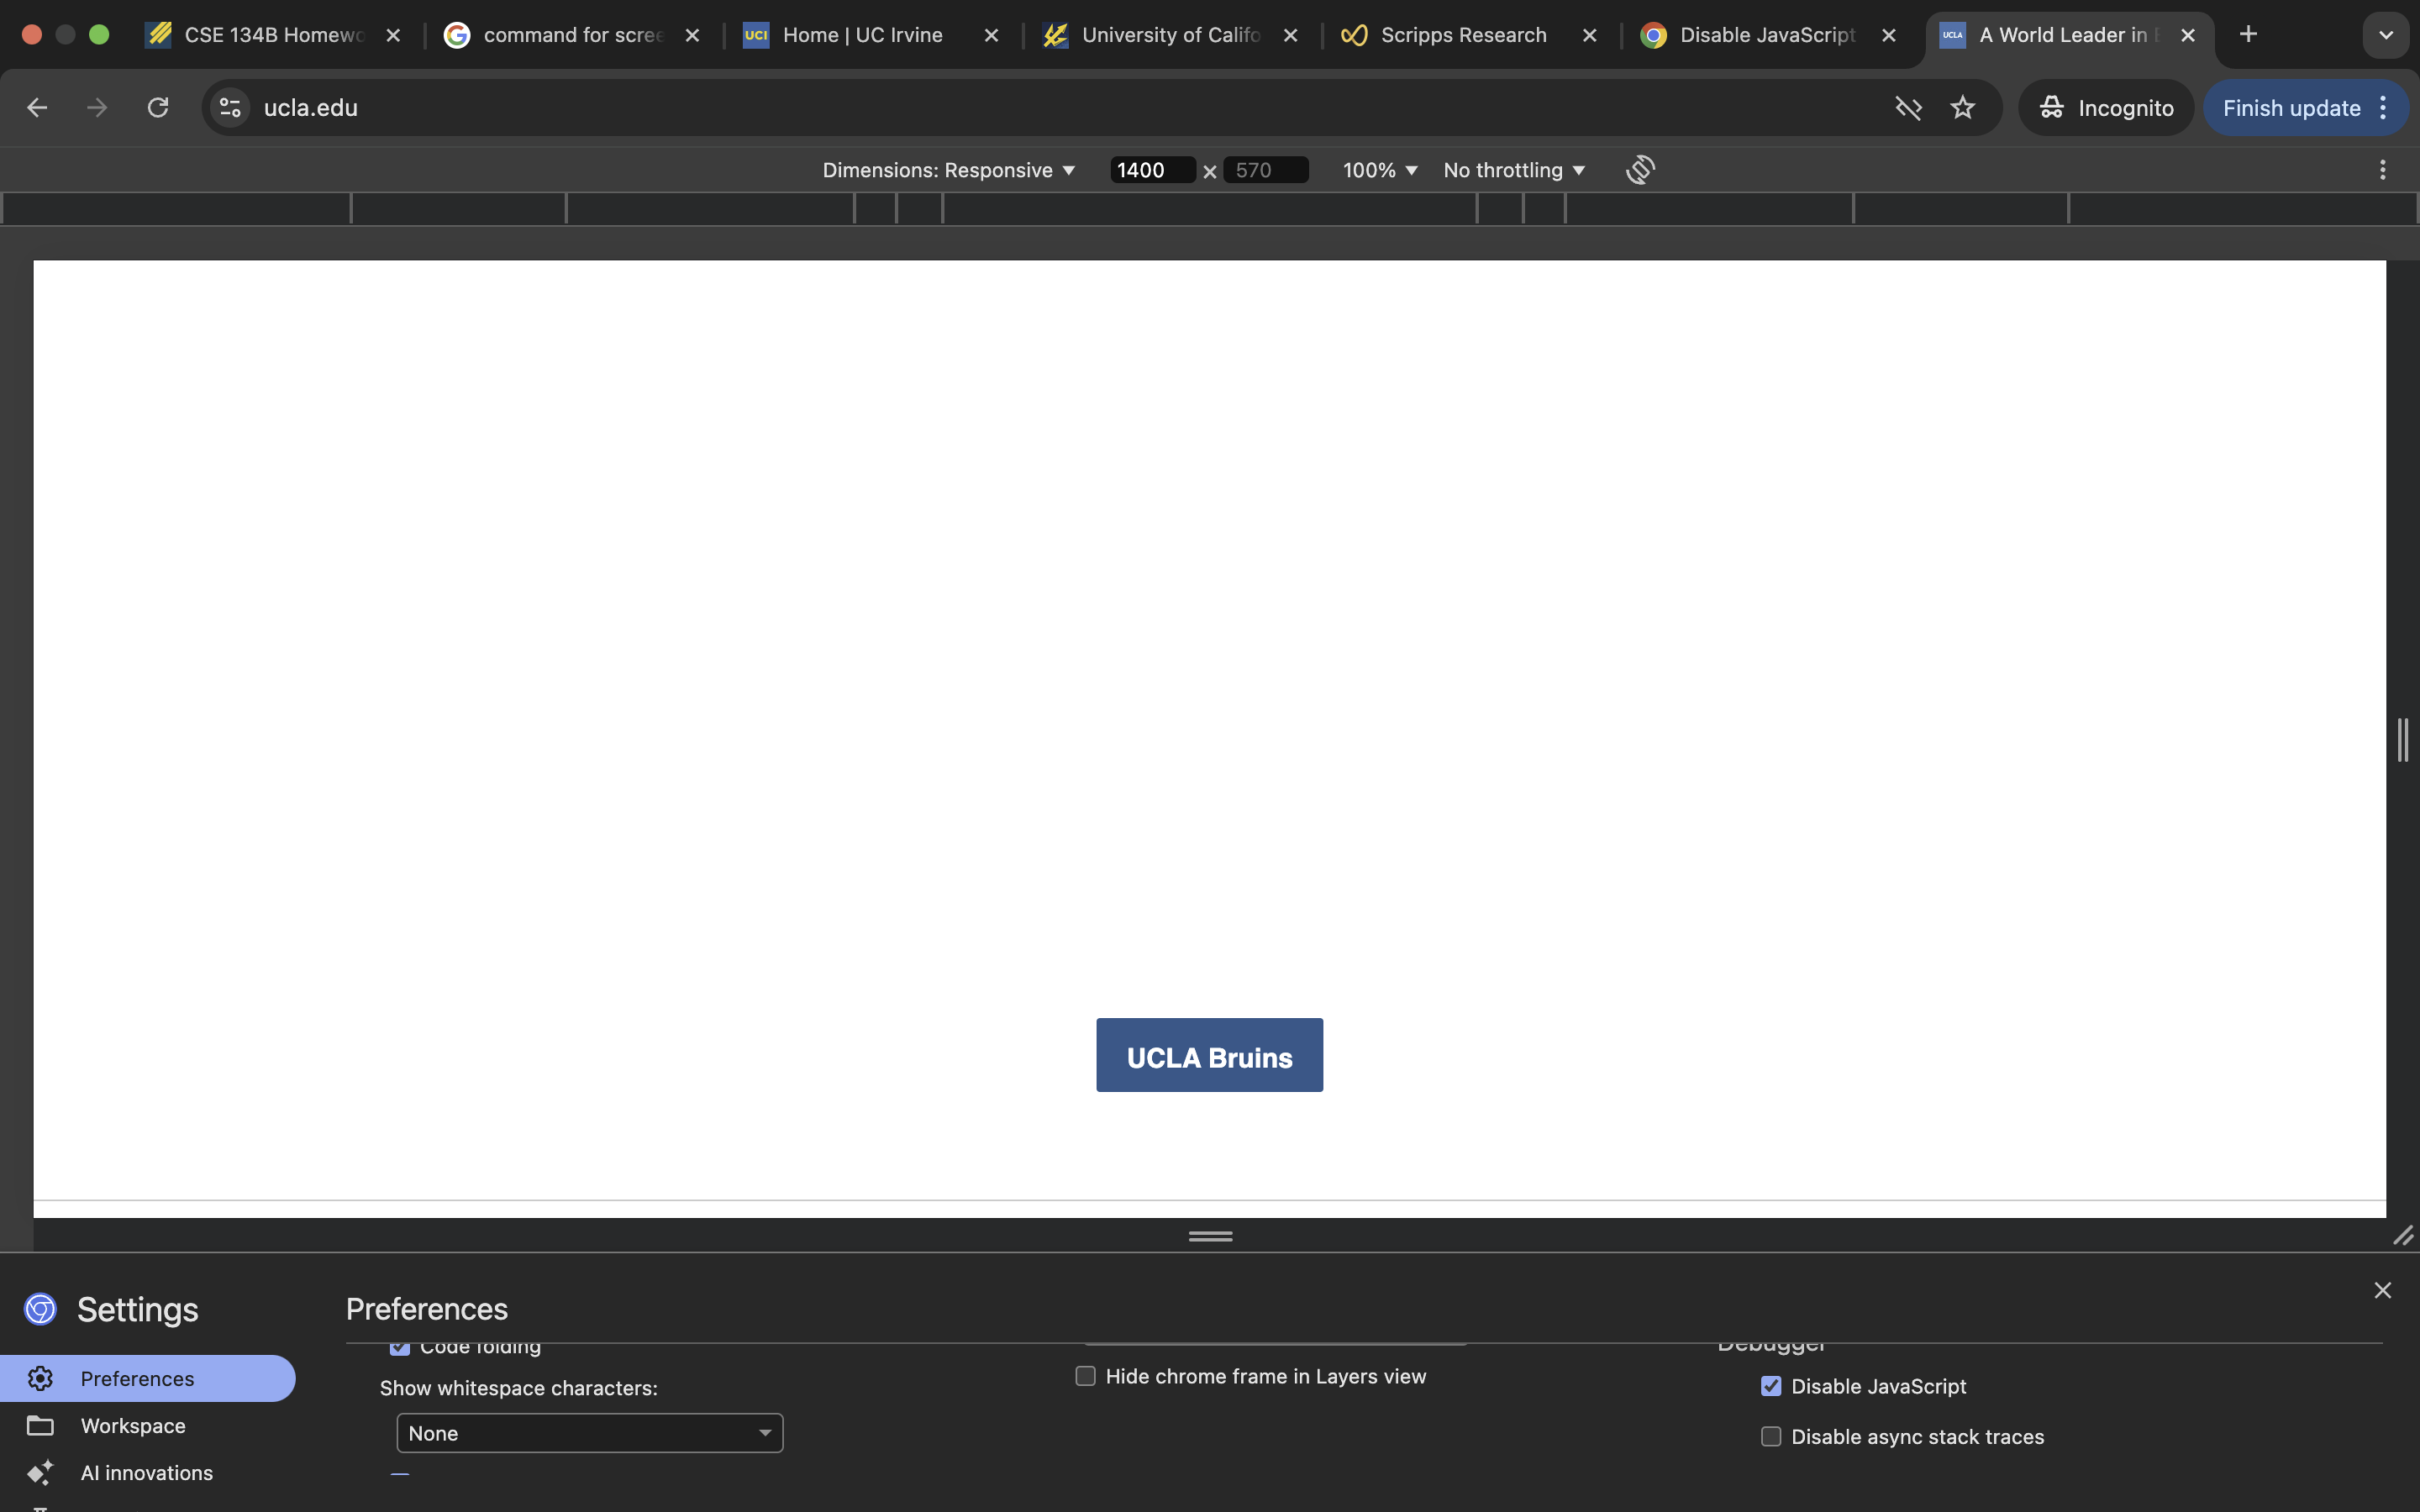 CSE 134B Homewo
command for scree
UCI Home | UC Irvine
University of Califo
Scripps Research
Disable JavaScript
UCLA A World Leader in
ucla.edu
Incognito
Finish update
Dimensions: Responsive 1400 × 570 100% No throttling
UCLA Bruins
Settings
Preferences
Workspace
AI innovations
Preferences
Code folding
Show whitespace characters:
None
Hide chrome frame in Layers view
Debugger
Disable JavaScript
Disable async stack traces